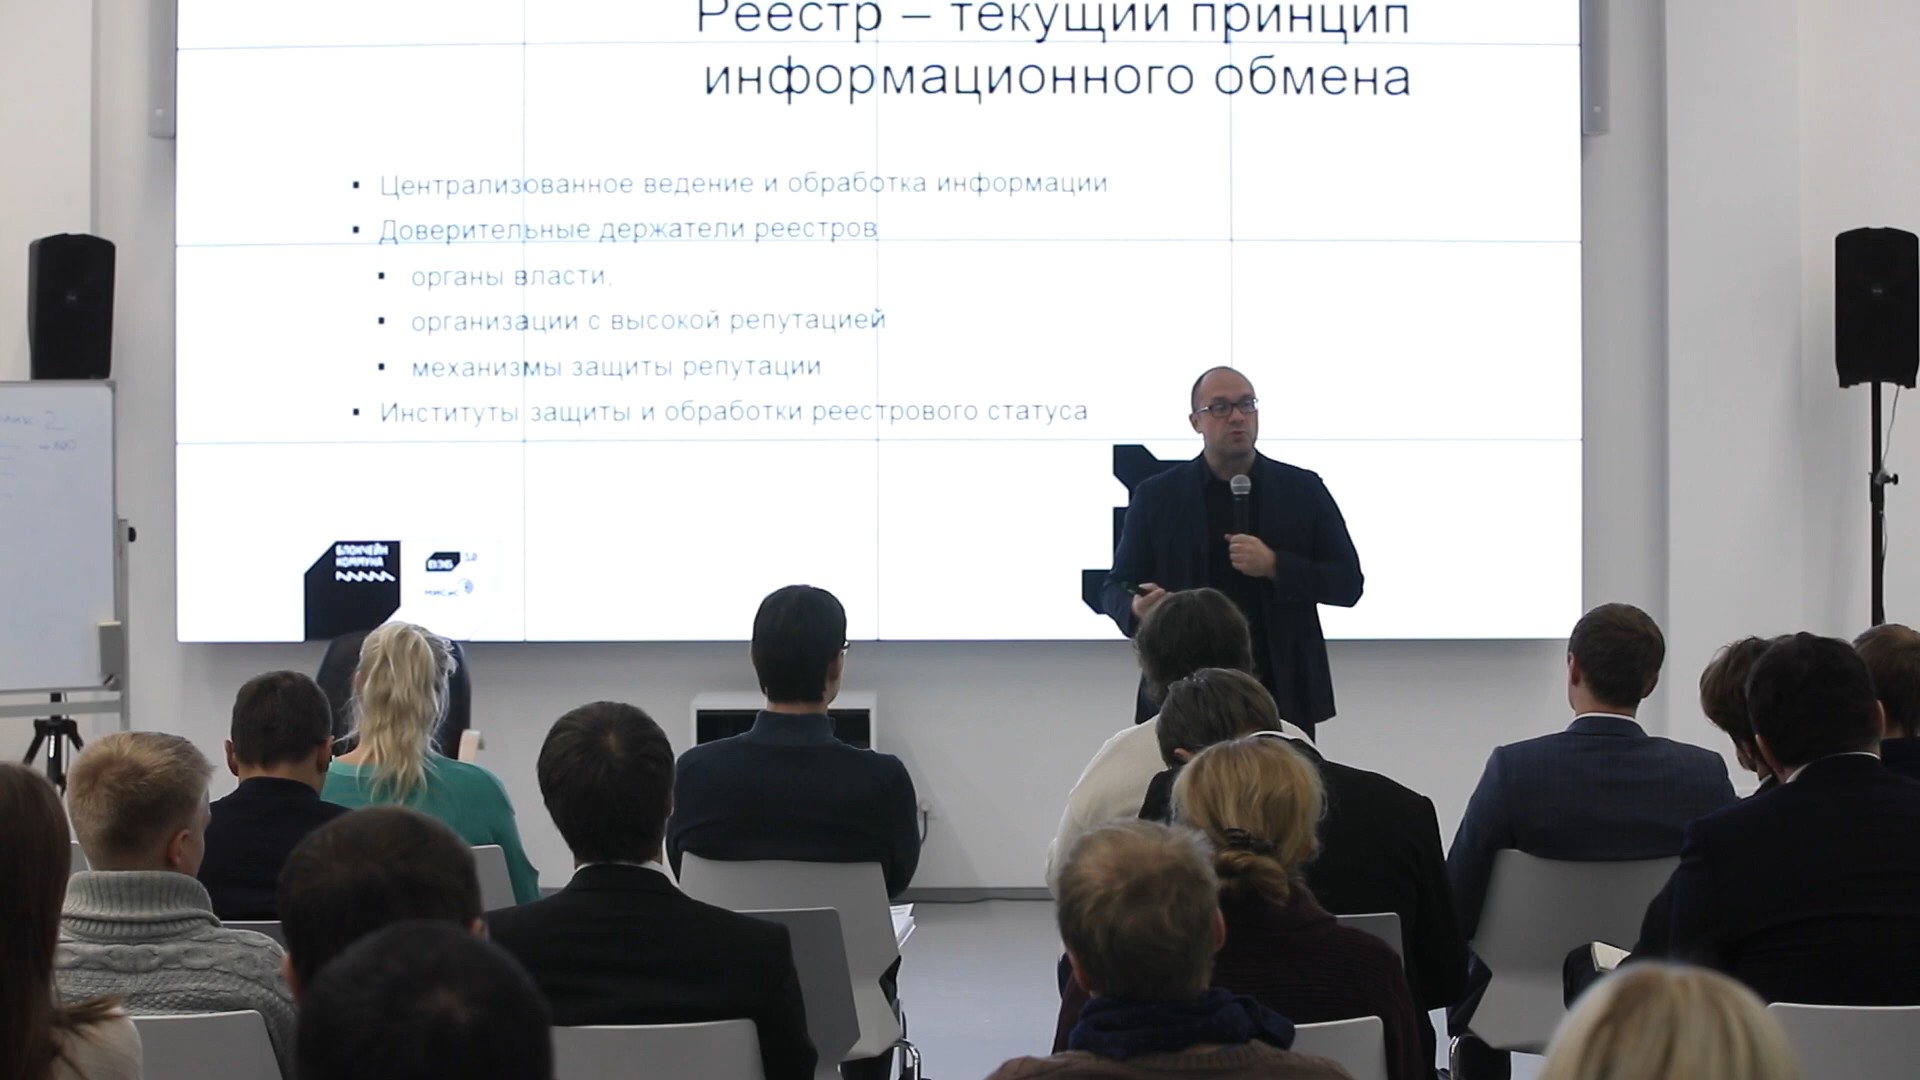 Реестр – текущий принцип
информационного обмена
▪ Централизованное ведение и обработка информации
▪ Доверительные держатели реестров
▪ органы власти,
▪ организации с высокой репутацией
▪ механизмы защиты репутации
▪ Институты защиты и обработки реестрового статуса
БЛОКЧЕЙН
КОММУНА
ВЭБ
МИСиС